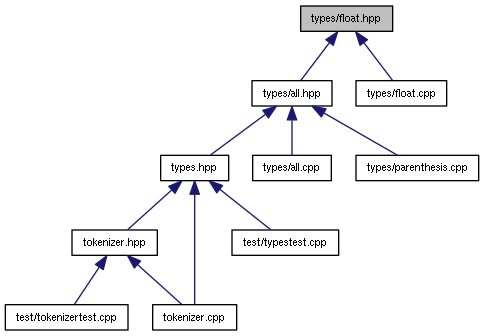 types/float.hpp
types/all.hpp
types/float.cpp
types.hpp
types/all.cpp
types/parenthesis.cpp
tokenizer.hpp
test/typestest.cpp
test/tokenizertest.cpp
tokenizer.cpp